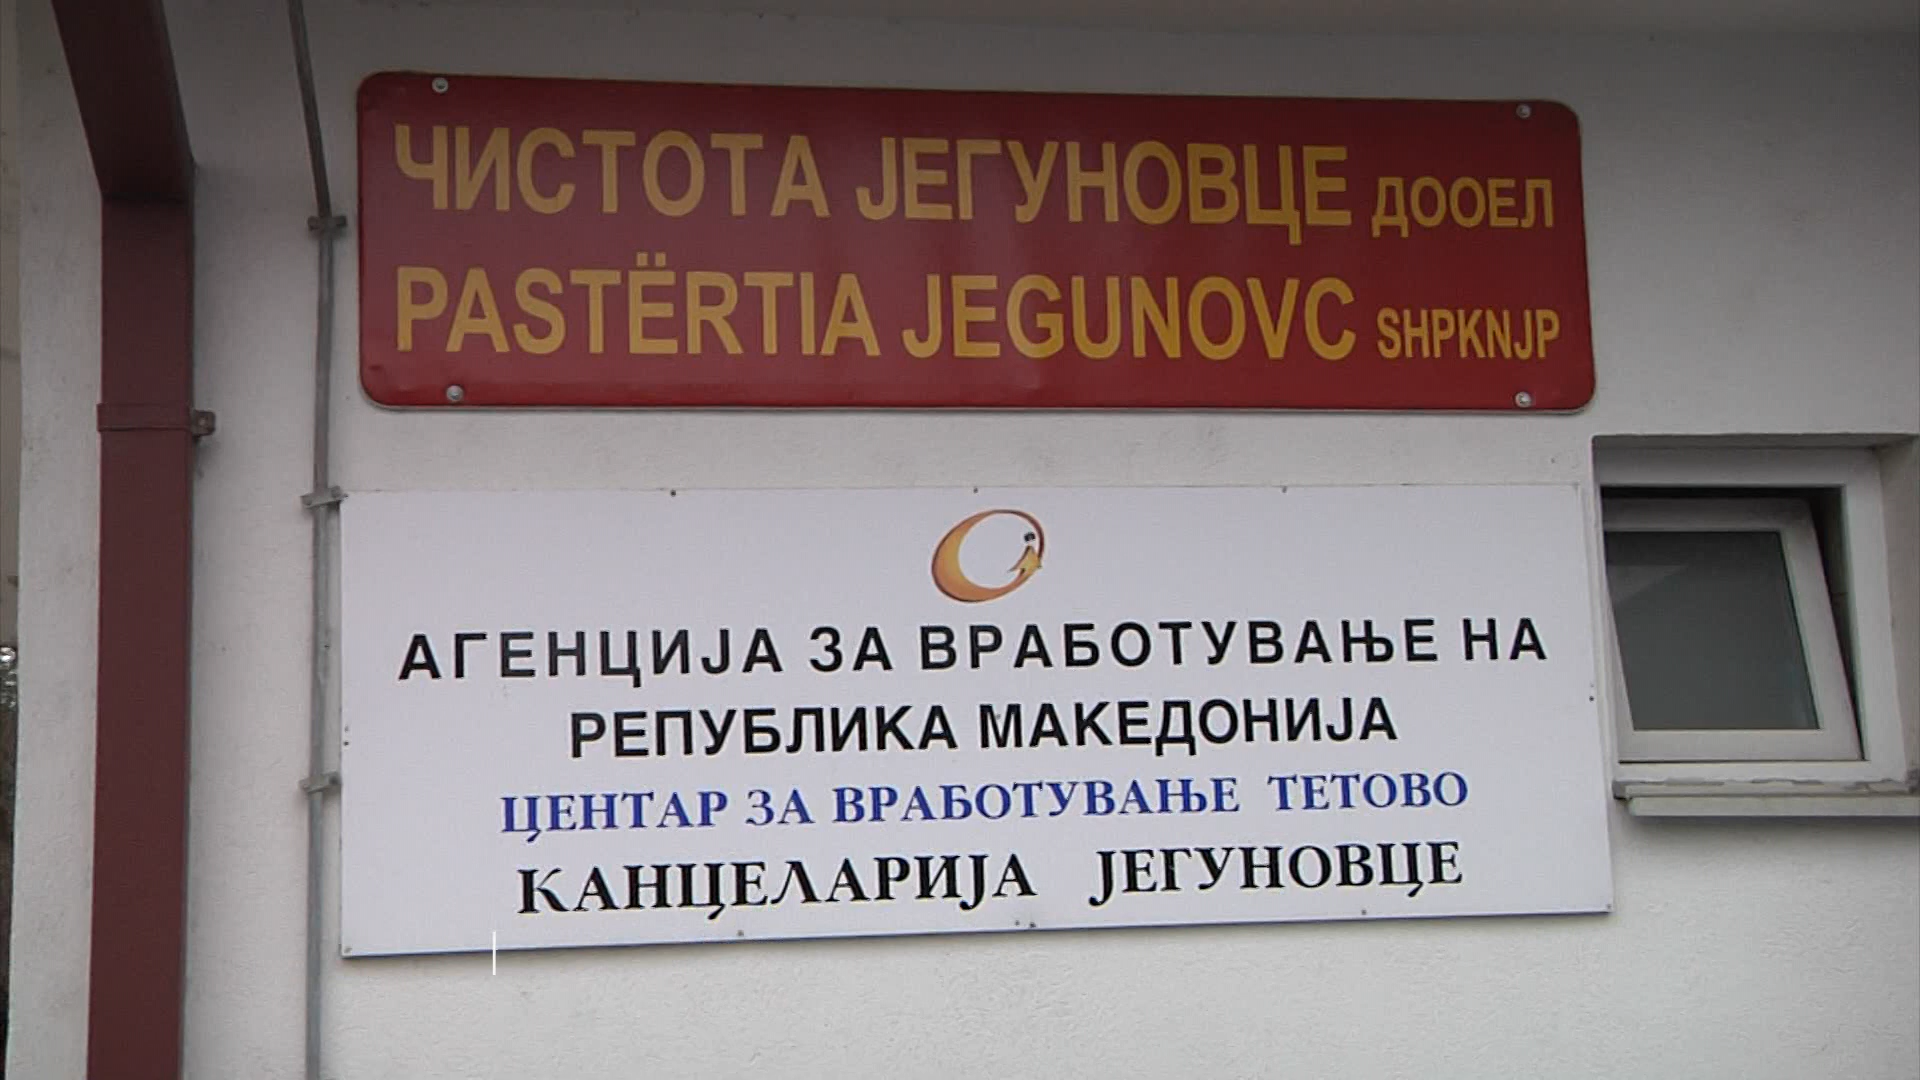 ЧИСТОТА ЈЕГУНОВЦЕ ДООЕЛ
PASTËRTIA JEGUNOVC SHPKNJP
АГЕНЦИЈА ЗА ВРАБОТУВАЊЕ НА
РЕПУБЛИКА МАКЕДОНИЈА
ЦЕНТАР ЗА ВРАБОТУВАЊЕ ТЕТОВО
КАНЦЕЛАРИЈА ЈЕГУНОВЦЕ